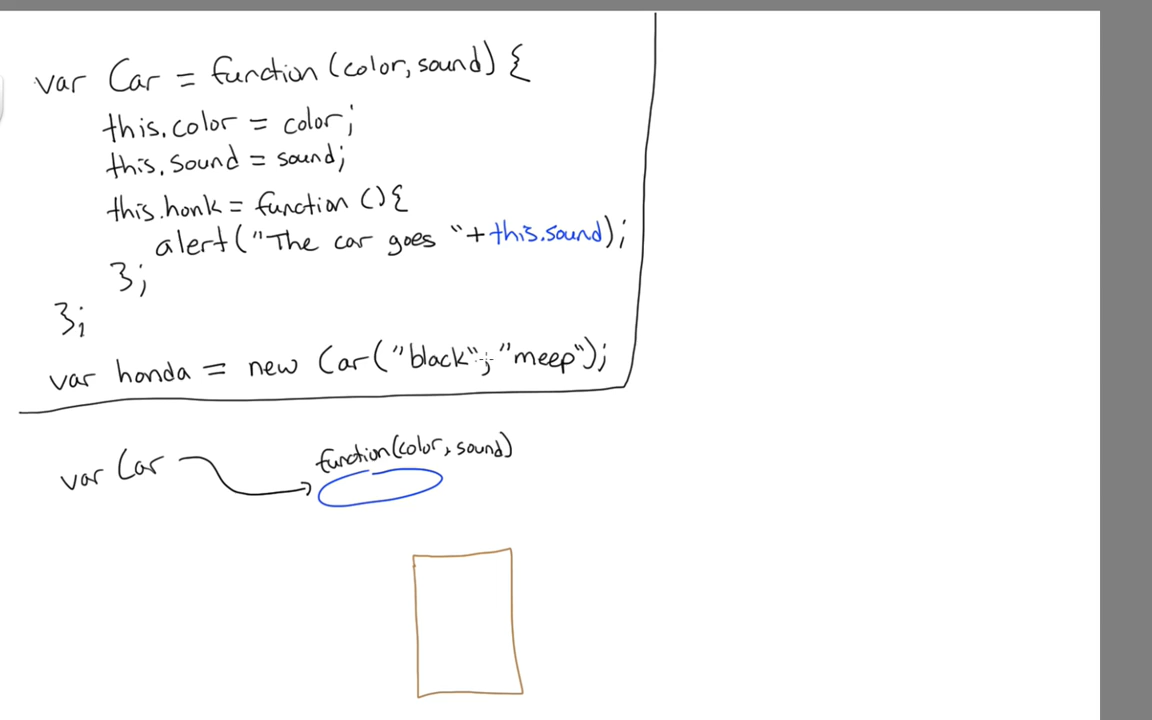 var Car = function (color, sound) {
this.color = color;
this.sound = sound;
this.honk = function () {
alert("The car goes "+this.sound);
};
};
var honda = new Car("black", "meep");
var Car
function(color, sound)